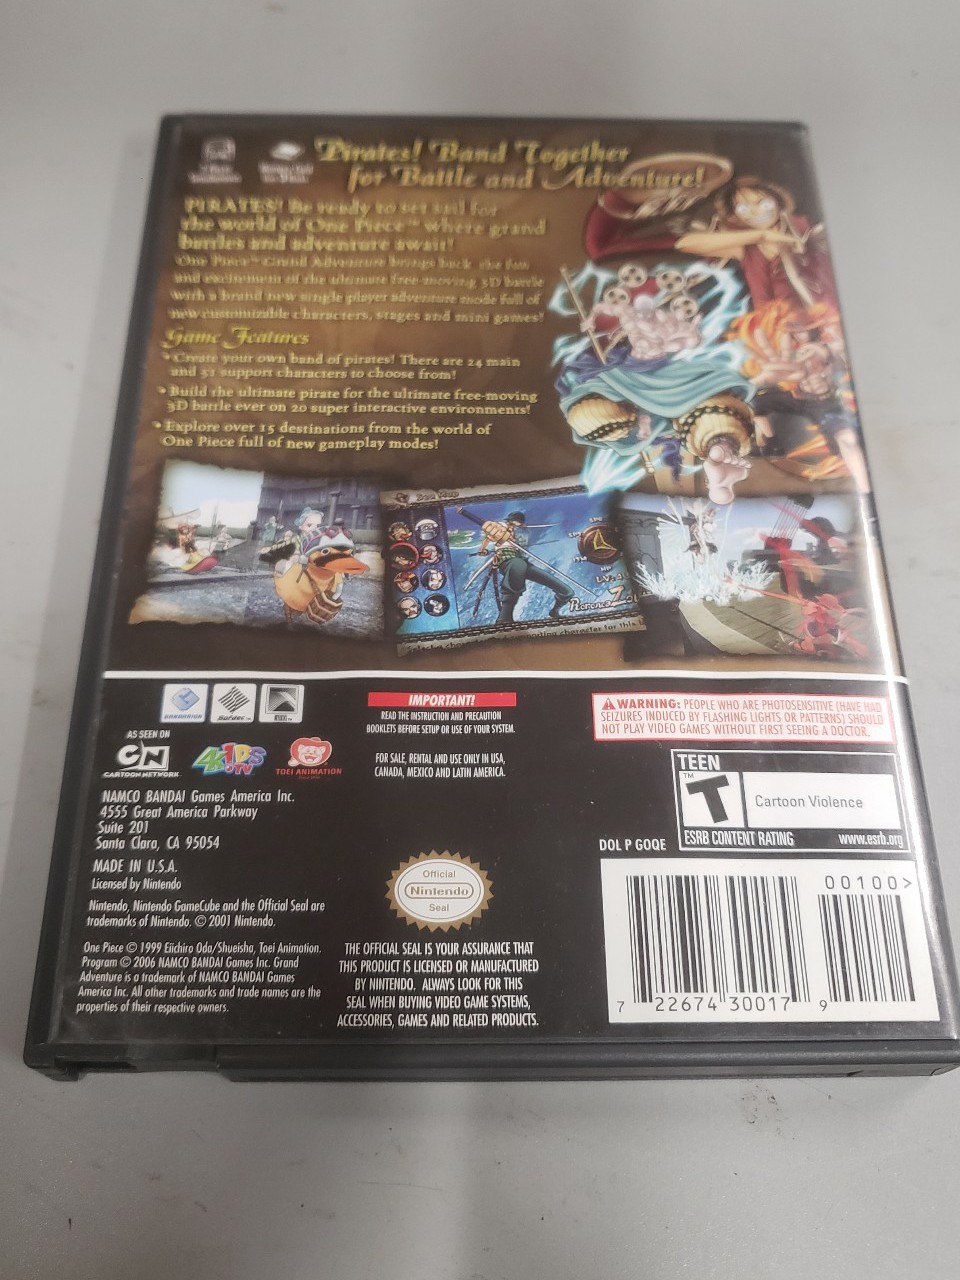 Pirates! Band Together
for Battle and Adventure!
PIRATES! Be ready to set sail for
the world of One Piece™ where grand
battles and adventure await!
One Piece™ Grand Adventure brings back the fun
and excitement of the ultimate free-moving 3D battle
with a brand new single player adventure mode full of
new customizable characters, stages and mini games!
Game Features
• Create your own band of pirates! There are 24 main
and 51 support characters to choose from!
• Build the ultimate pirate for the ultimate free-moving
3D battle ever on 20 super interactive environments!
• Explore over 15 destinations from the world of
One Piece full of new gameplay modes!
LV.
Roronoa Zo
character for this
AS SEEN ON
CN
CARTOON NETWORK
4KiDS
TV
TOEI ANIMATION
IMPORTANT!
READ THE INSTRUCTION AND PRECAUTION
BOOKLETS BEFORE SETUP OR USE OF YOUR SYSTEM.
FOR SALE, RENTAL AND USE ONLY IN USA,
CANADA, MEXICO AND LATIN AMERICA.
WARNING: PEOPLE WHO ARE PHOTOSENSITIVE (HAVE HAD
SEIZURES INDUCED BY FLASHING LIGHTS OR PATTERNS) SHOULD
NOT PLAY VIDEO GAMES WITHOUT FIRST SEEING A DOCTOR.
TEEN
T
TM
Cartoon Violence
ESRB CONTENT RATING www.esrb.org
DOL P GOQE
NAMCO BANDAI Games America Inc.
4555 Great America Parkway
Suite 201
Santa Clara, CA 95054
MADE IN U.S.A.
Licensed by Nintendo
Nintendo, Nintendo GameCube and the Official Seal are
trademarks of Nintendo. © 2001 Nintendo.
One Piece © 1999 Eiichiro Oda/Shueisha, Toei Animation.
Program © 2006 NAMCO BANDAI Games Inc. Grand
Adventure is a trademark of NAMCO BANDAI Games
America Inc. All other trademarks and trade names are the
properties of their respective owners.
Official
Nintendo
Seal
THE OFFICIAL SEAL IS YOUR ASSURANCE THAT
THIS PRODUCT IS LICENSED OR MANUFACTURED
BY NINTENDO. ALWAYS LOOK FOR THIS
SEAL WHEN BUYING VIDEO GAME SYSTEMS,
ACCESSORIES, GAMES AND RELATED PRODUCTS.
00100>
7 22674 30017 9